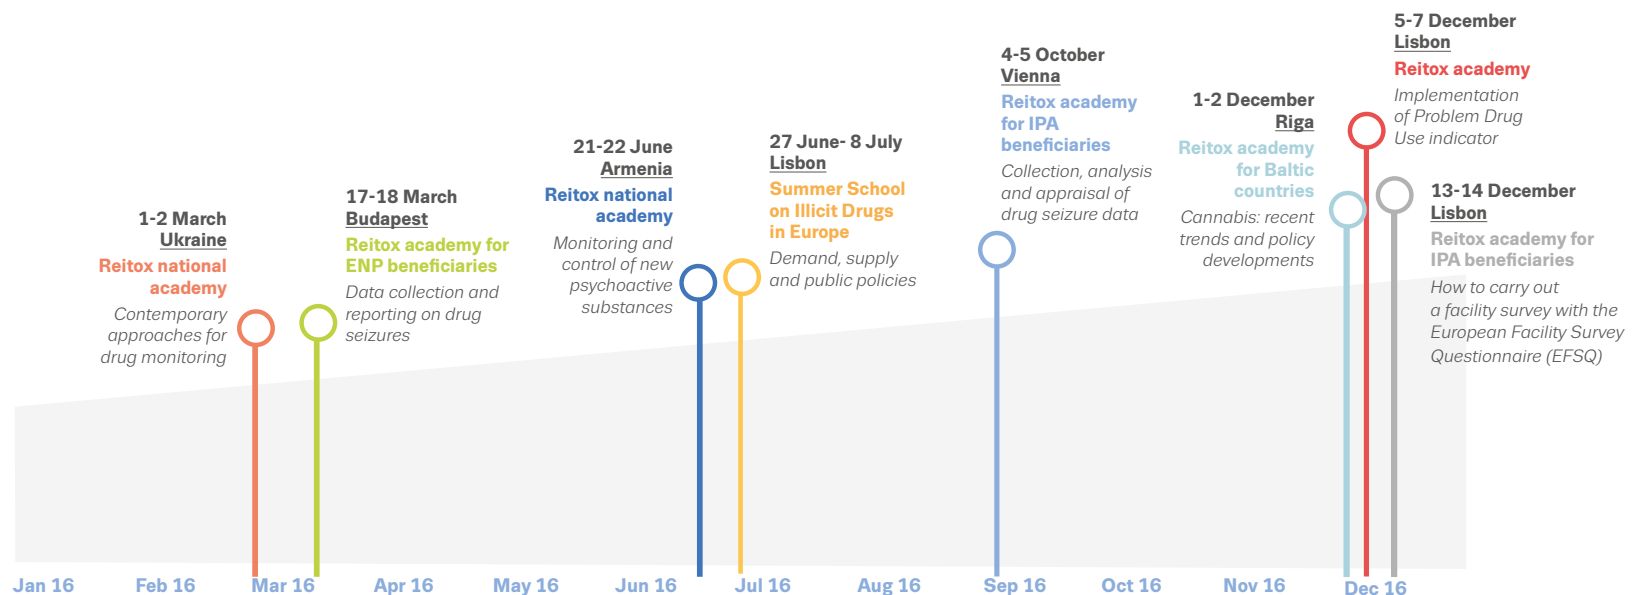 1-2 March
Ukraine
Reitox national
academy
Contemporary
approaches for
drug monitoring
17-18 March
Budapest
Reitox academy for
ENP beneficiaries
Data collection and
reporting on drug
seizures
21-22 June
Armenia
Reitox national
academy
Monitoring and
control of new
psychoactive
substances
27 June- 8 July
Lisbon
Summer School
on Illicit Drugs
in Europe
Demand, supply
and public policies
4-5 October
Vienna
Reitox academy
for IPA
beneficiaries
Collection, analysis
and appraisal of
drug seizure data
1-2 December
Riga
Reitox academy
for Baltic
countries
Cannabis: recent
trends and policy
developments
5-7 December
Lisbon
Reitox academy
Implementation
of Problem Drug
Use indicator
13-14 December
Lisbon
Reitox academy for
IPA beneficiaries
How to carry out
a facility survey with the
European Facility Survey
Questionnaire (EFSQ)
Jan 16 Feb 16 Mar 16 Apr 16 May 16 Jun 16 Jul 16 Aug 16 Sep 16 Oct 16 Nov 16 Dec 16